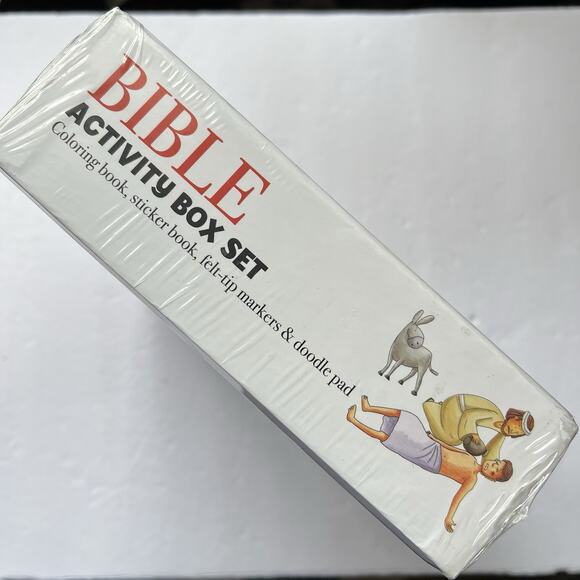 BIBLE
ACTIVITY BOX SET
Coloring book, sticker book, felt-tip markers & doodle pad